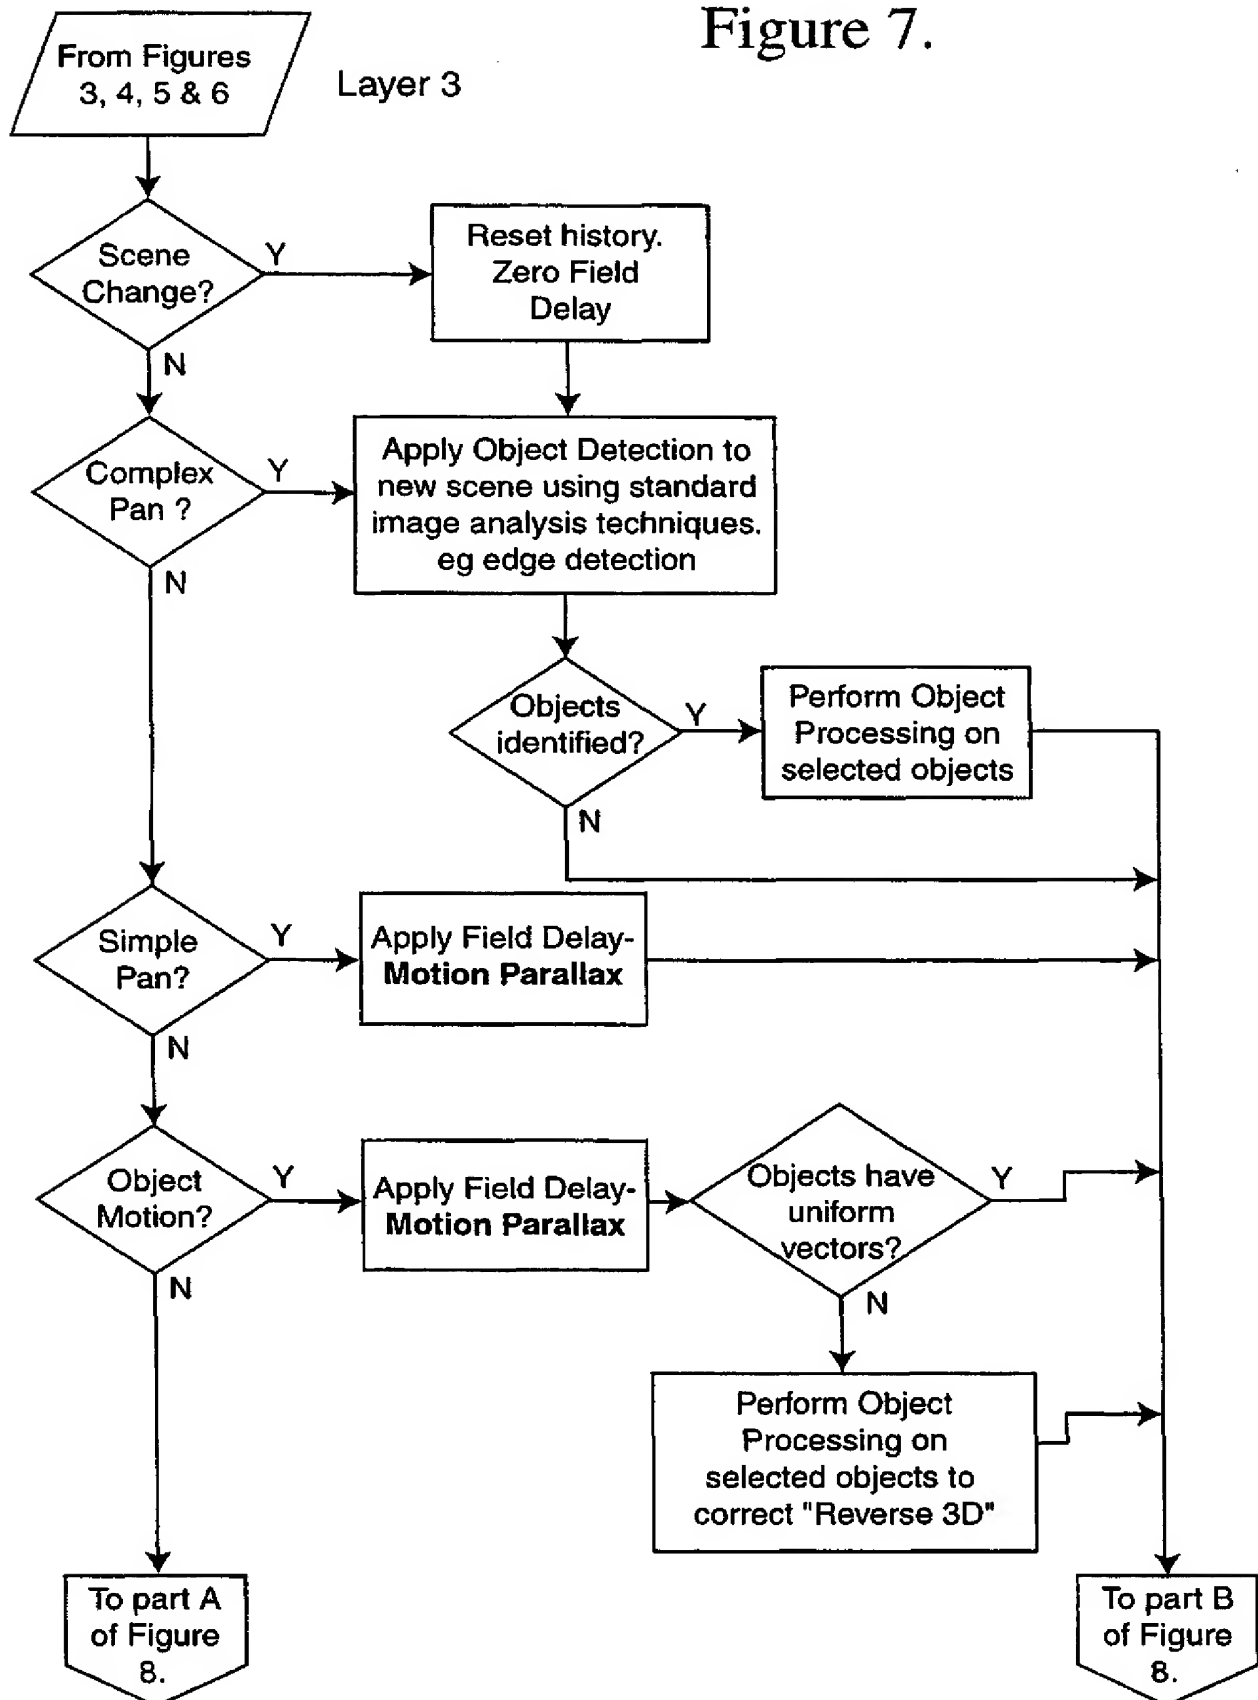 Figure 7.
From Figures
3, 4, 5 & 6
Layer 3
Scene
Change?
Y
N
Reset history.
Zero Field
Delay
Complex
Pan ?
Y
N
Apply Object Detection to
new scene using standard
image analysis techniques.
eg edge detection
Objects
identified?
Y
N
Perform Object
Processing on
selected objects
Simple
Pan?
Y
N
Apply Field Delay-
Motion Parallax
Object
Motion?
Y
N
Apply Field Delay-
Motion Parallax
Objects have
uniform
vectors?
Y
N
Perform Object
Processing on
selected objects to
correct "Reverse 3D"
To part A
of Figure
8.
To part B
of Figure
8.